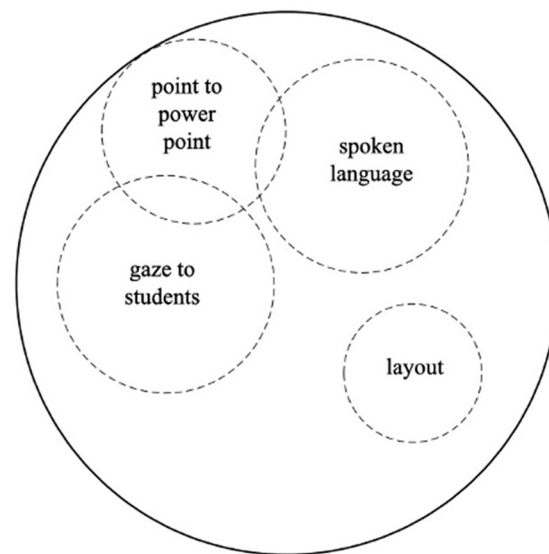 point to
power
point
spoken
language
gaze to
students
layout